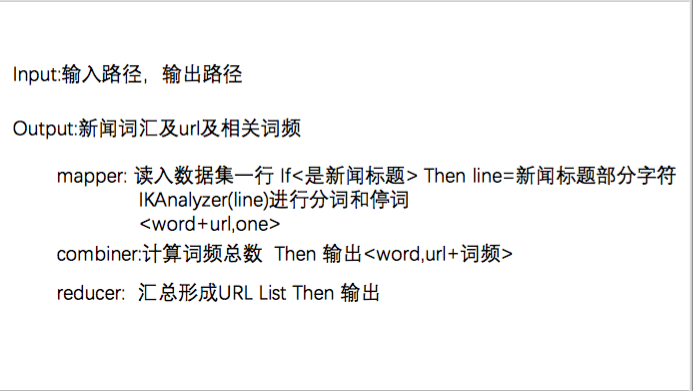 Input:输入路径，输出路径
Output:新闻词汇及url及相关词频
mapper: 读入数据集一行 If<是新闻标题> Then line=新闻标题部分字符
IKAnalyzer(line)进行分词和停词
<word+url,one>
combiner:计算词频总数 Then 输出<word,url+词频>
reducer: 汇总形成URL List Then 输出